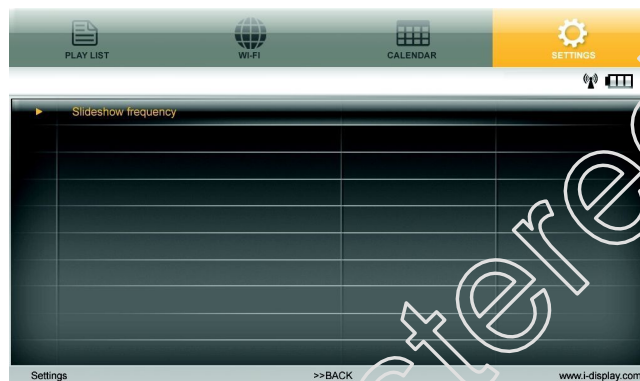 PLAY LIST WI-FI CALENDAR SETTINGS
Slideshow frequency
Settings >>BACK www.i-display.com